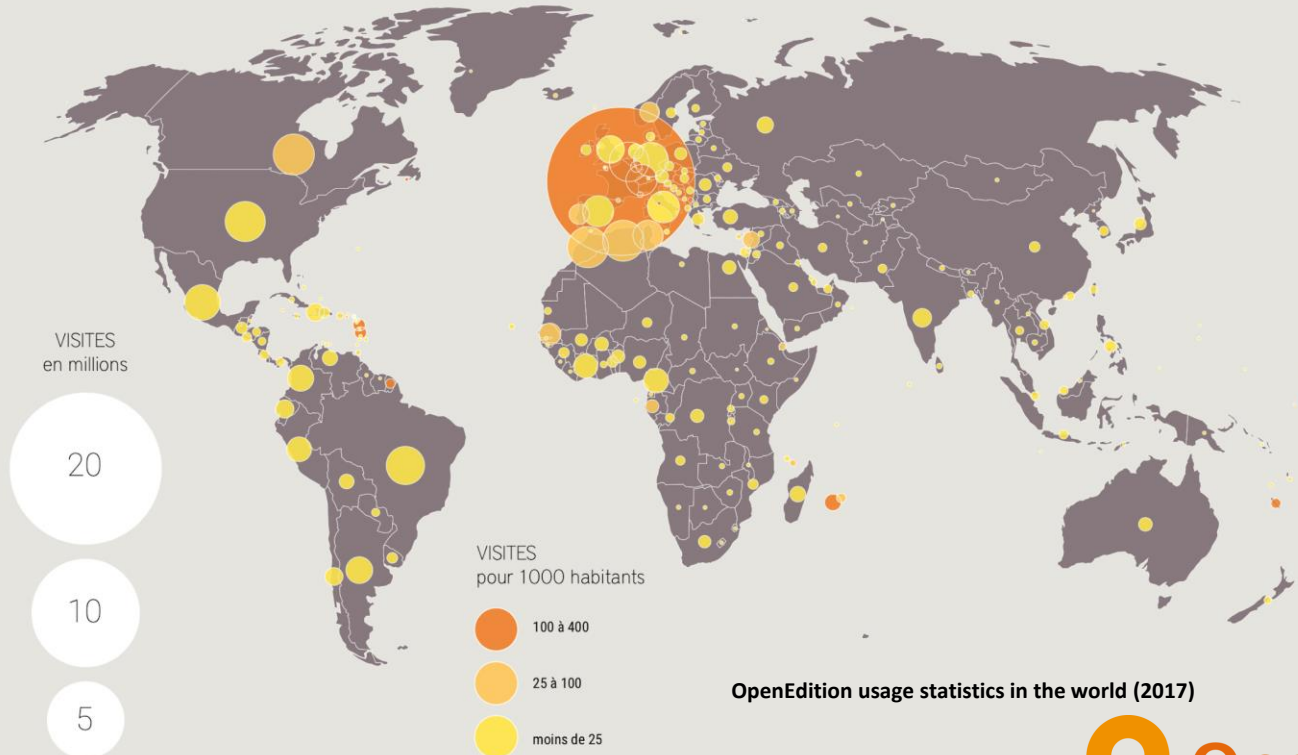 VISITES
en millions
20
10
5
VISITES
pour 1000 habitants
100 à 400
25 à 100
moins de 25
OpenEdition usage statistics in the world (2017)